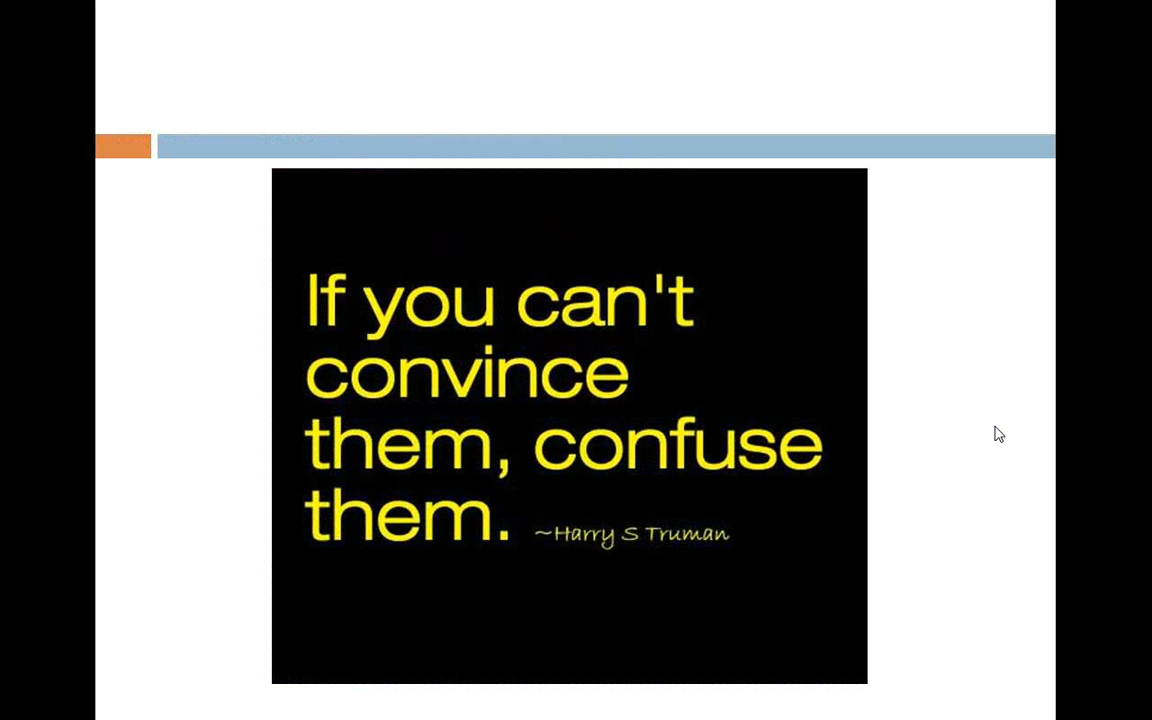 If you can't
convince
them, confuse
them. ~Harry S Truman